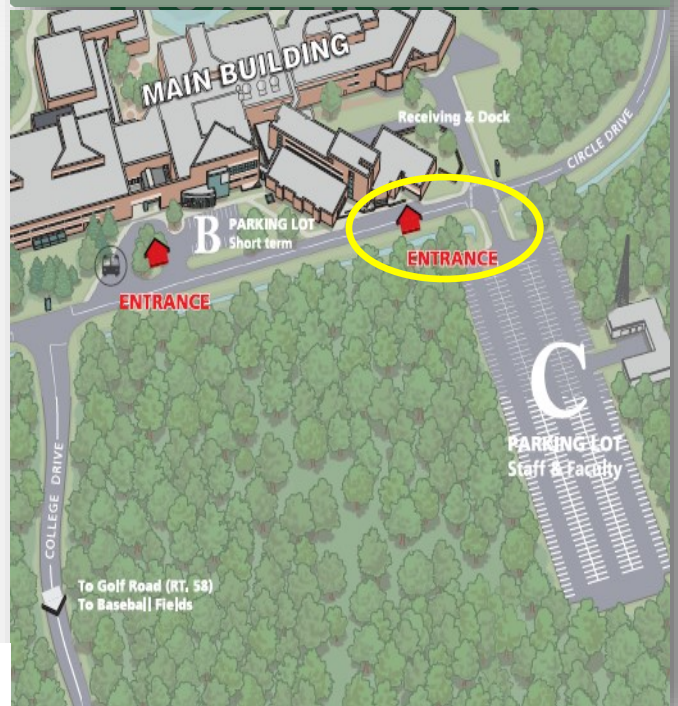 MAIN BUILDING
Receiving & Dock
CIRCLE DRIVE
B
PARKING LOT
Short term
ENTRANCE
ENTRANCE
C
PARKING LOT
Staff & Faculty
COLLEGE DRIVE
To Golf Road (RT. 58)
To Baseball Fields